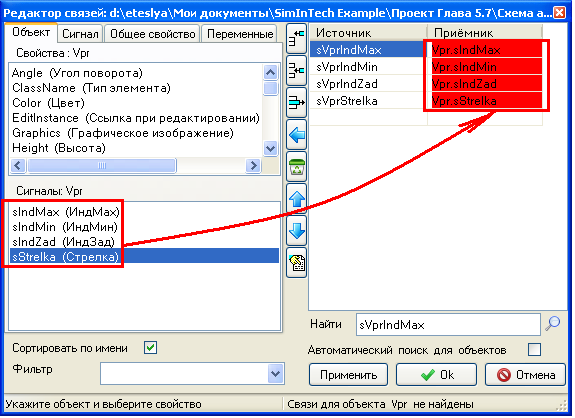 Редактор связей: d:\eteslya\Мои документы\SimInTech Example\Проект Глава 5.7\Схема а...
Объект Сигнал Общее свойство Переменные
Свойства : Vpr
Angle (Угол поворота)
ClassName (Тип элемента)
Color (Цвет)
EditInstance (Ссылка при редактировании)
Graphics (Графическое изображение)
Height (Высота)
Сигналы: Vpr
sIndMax (ИндМах)
sIndMin (ИндМин)
sIndZad (ИндЗад)
sStrelka (Стрелка)
Сортировать по имени
Фильтр
Источник Приёмник
sVprIndMax Vpr.sIndMax
sVprIndMin Vpr.sIndMin
sVprIndZad Vpr.sIndZad
sVprStrelka Vpr.sStrelka
Найти sVprIndMax
Автоматический поиск для объектов
Применить Ok Отмена
Укажите объект и выберите свойство Связи для объекта Vpr не найдены